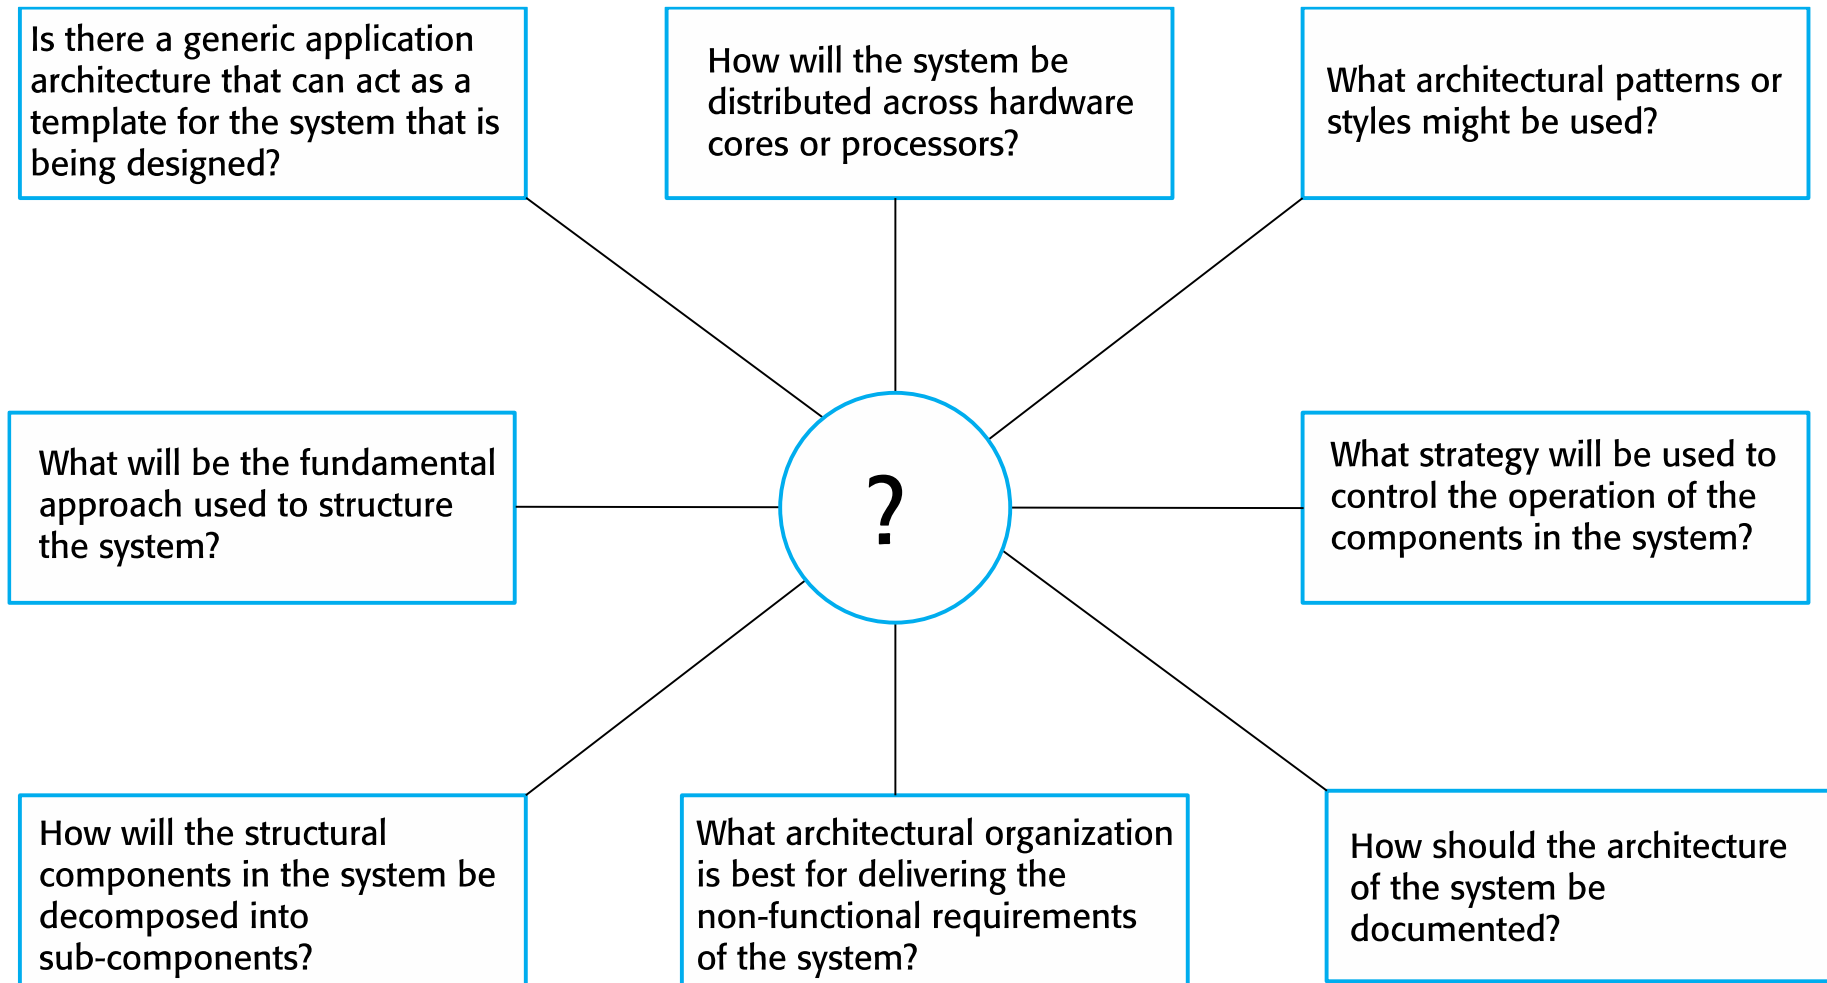 Is there a generic application
architecture that can act as a
template for the system that is
being designed?
How will the system be
distributed across hardware
cores or processors?
What architectural patterns or
styles might be used?
What will be the fundamental
approach used to structure
the system?
?
What strategy will be used to
control the operation of the
components in the system?
How will the structural
components in the system be
decomposed into
sub-components?
What architectural organization
is best for delivering the
non-functional requirements
of the system?
How should the architecture
of the system be
documented?